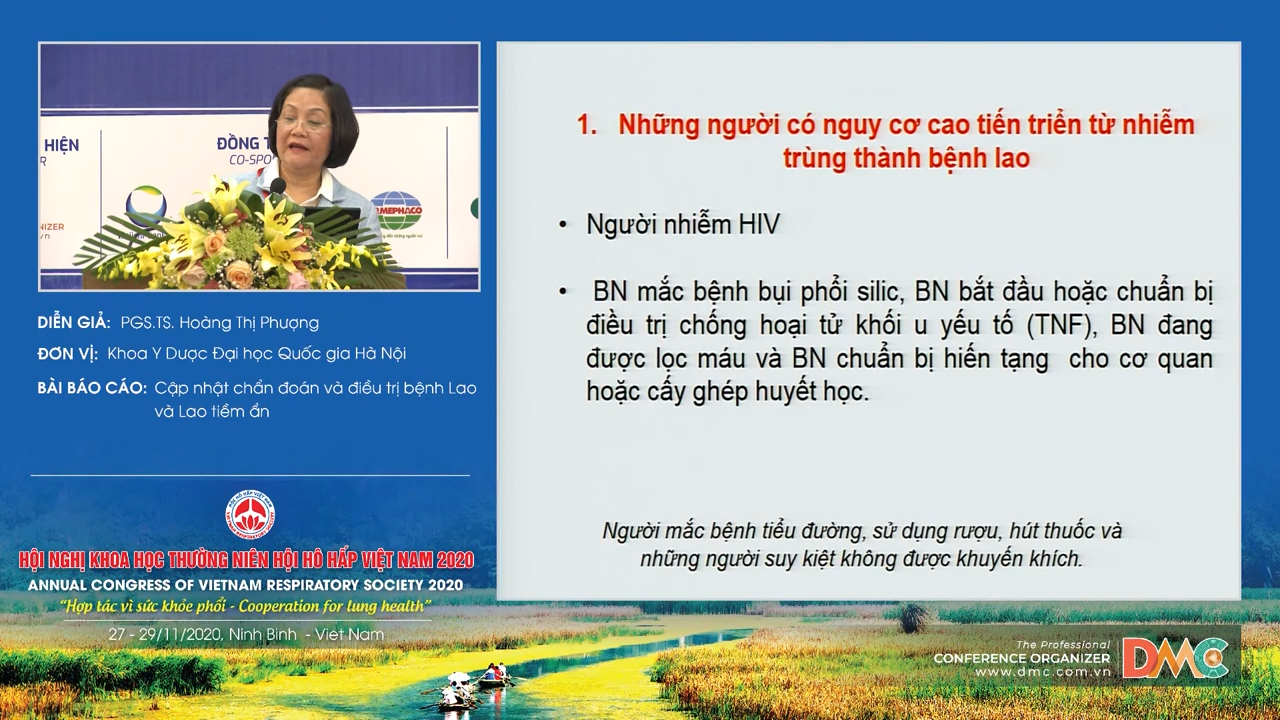 HIỆN
ĐỒNG T
CO-SPO
NIZER
MEPHACO
DIỄN GIẢ: PGS.TS. Hoàng Thị Phượng
ĐƠN VỊ: Khoa Y Dược Đại học Quốc gia Hà Nội
BÀI BÁO CÁO: Cập nhật chẩn đoán và điều trị bệnh Lao
và Lao tiềm ẩn
HỘI HÔ HẤP VIỆT NAM
HỘI NGHỊ KHOA HỌC THƯỜNG NIÊN HỘI HÔ HẤP VIỆT NAM 2020
ANNUAL CONGRESS OF VIETNAM RESPIRATORY SOCIETY 2020
“Hợp tác vì sức khỏe phổi - Cooperation for lung health”
27 - 29/11/2020, Ninh Bình - Việt Nam
1. Những người có nguy cơ cao tiến triển từ nhiễm
trùng thành bệnh lao
• Người nhiễm HIV
• BN mắc bệnh bụi phổi silic, BN bắt đầu hoặc chuẩn bị
điều trị chống hoại tử khối u yếu tố (TNF), BN đang
được lọc máu và BN chuẩn bị hiến tạng cho cơ quan
hoặc cấy ghép huyết học.
Người mắc bệnh tiểu đường, sử dụng rượu, hút thuốc và
những người suy kiệt không được khuyến khích.
The Professional
CONFERENCE ORGANIZER
www.dmc.com.vn
DMC